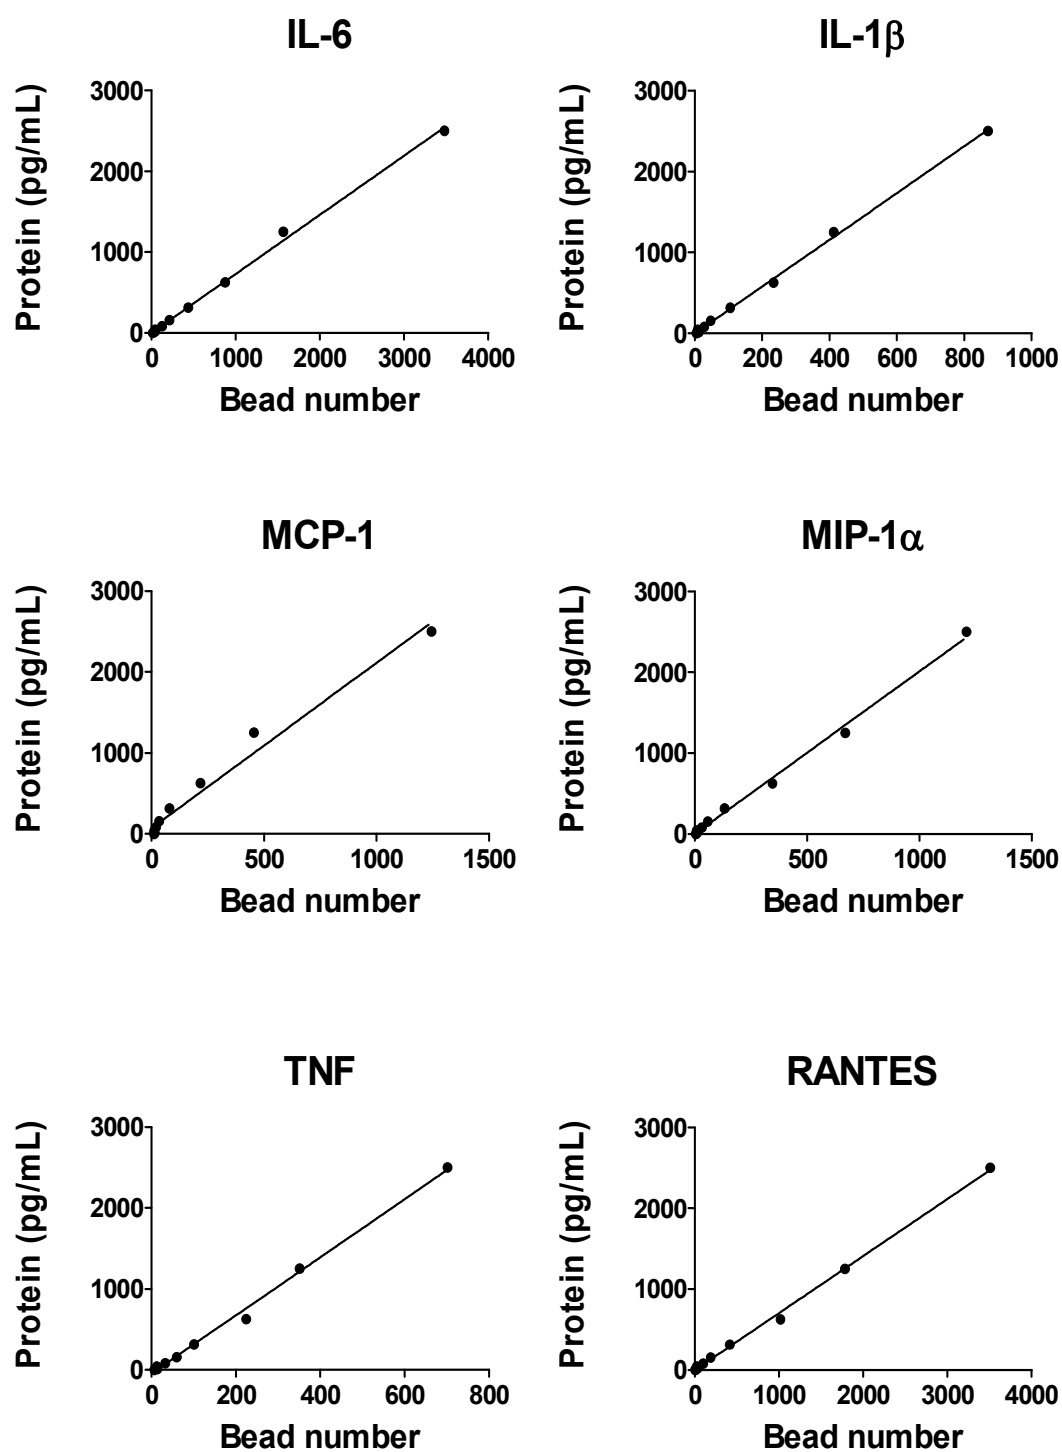 IL-6
Protein (pg/mL)
3000
2000
1000
0
0 1000 2000 3000 4000
Bead number
IL-1β
Protein (pg/mL)
3000
2000
1000
0
0 200 400 600 800 1000
Bead number
MCP-1
Protein (pg/mL)
3000
2000
1000
0
0 500 1000 1500
Bead number
MIP-1α
Protein (pg/mL)
3000
2000
1000
0
0 500 1000 1500
Bead number
TNF
Protein (pg/mL)
3000
2000
1000
0
0 200 400 600 800
Bead number
RANTES
Protein (pg/mL)
3000
2000
1000
0
0 1000 2000 3000 4000
Bead number